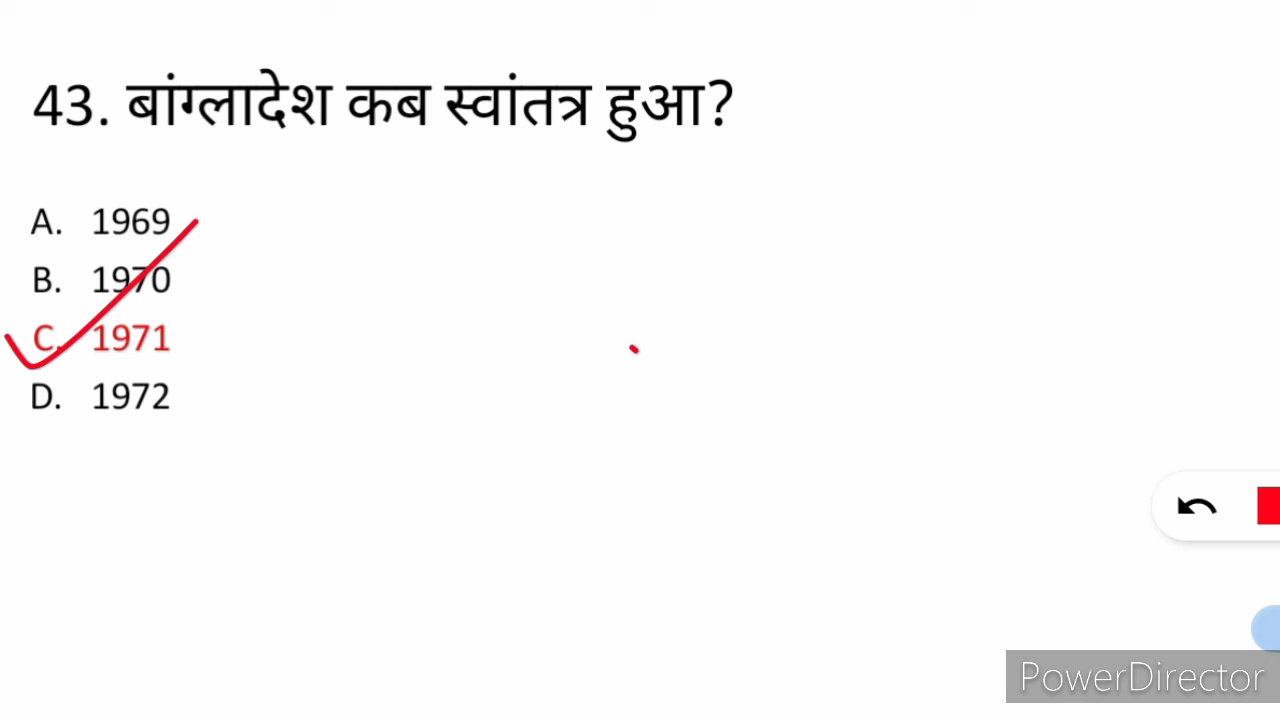 43. बांग्लादेश कब स्वांतत्र हुआ?
A. 1969
B. 1970
C. 1971
D. 1972
PowerDirector